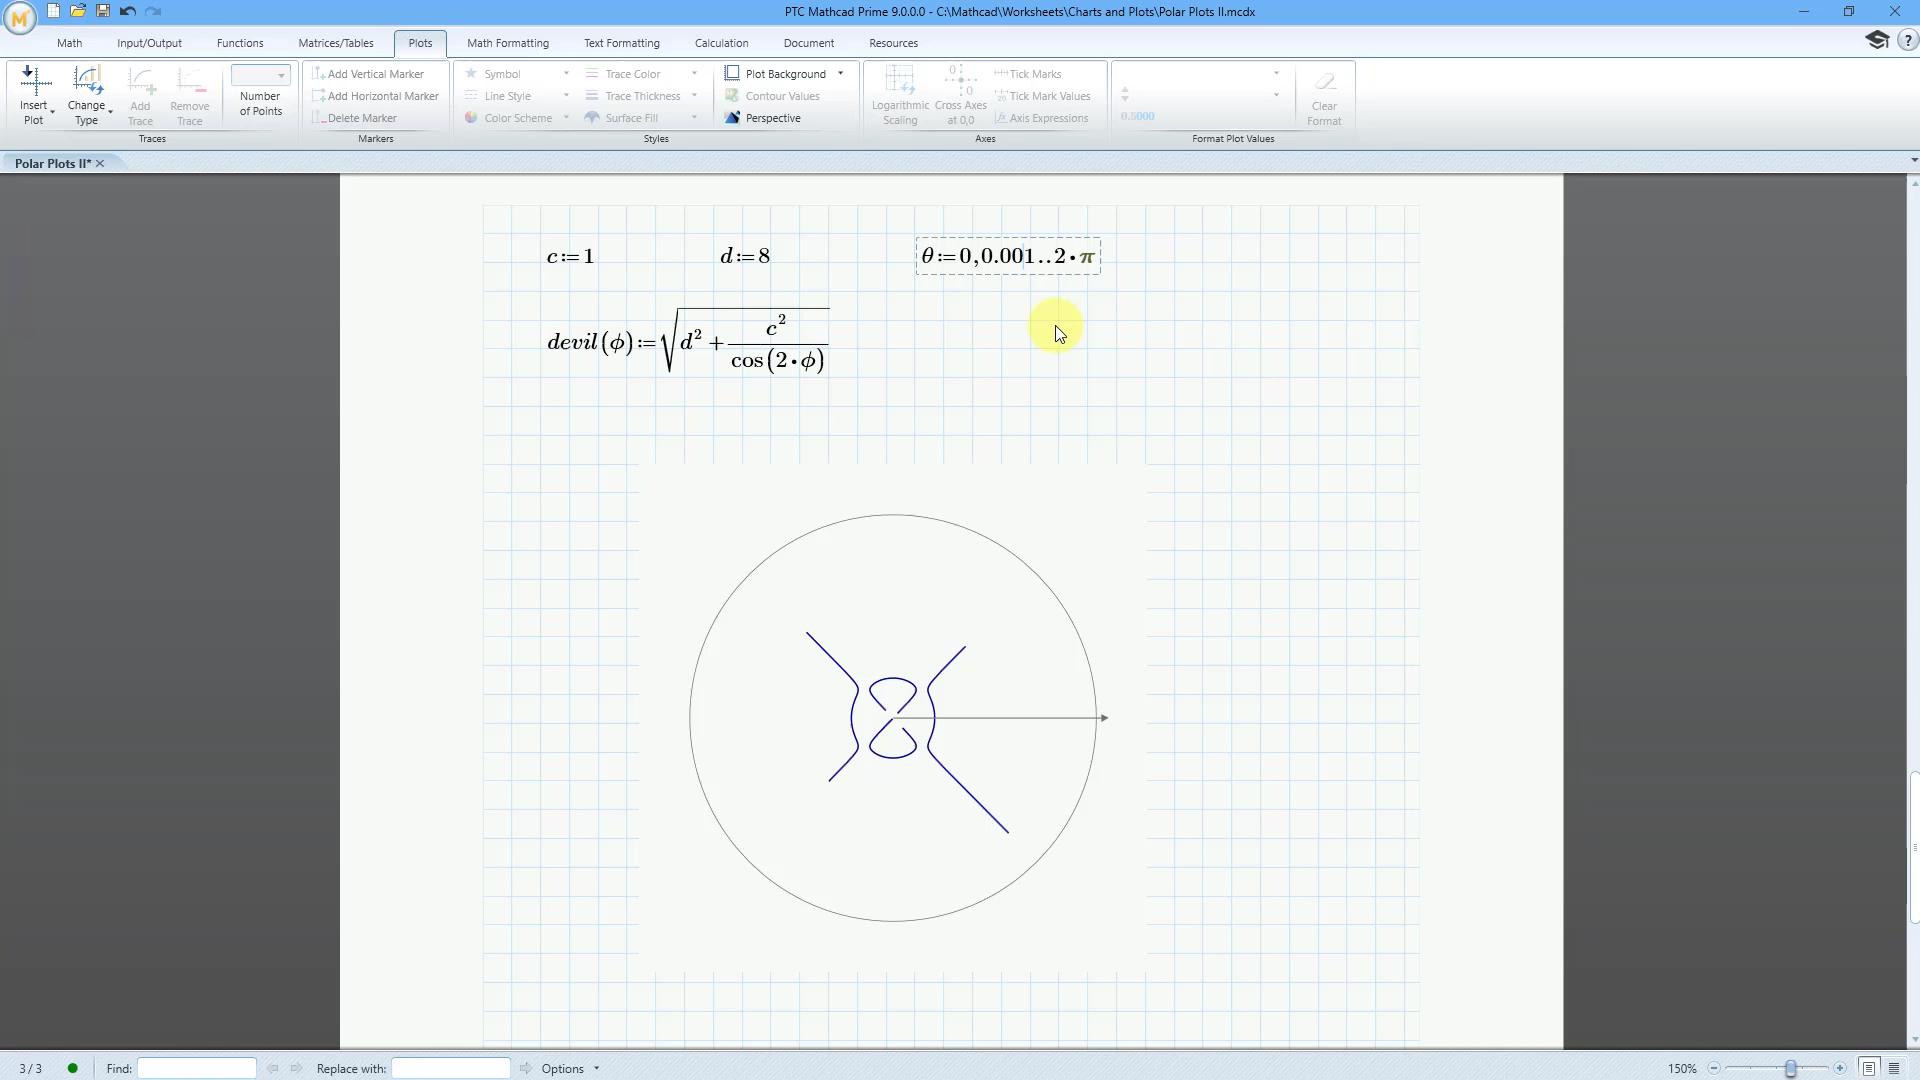 PTC Mathcad Prime 9.0.0.0 - C:\Mathcad\Worksheets\Charts and Plots\Polar Plots II.mcdx
Math Input/Output Functions Matrices/Tables Plots Math Formatting Text Formatting Calculation Document Resources
Insert Plot
Change Type
Add Trace
Remove Trace
Traces
Number of Points
Add Vertical Marker
Add Horizontal Marker
Delete Marker
Markers
Symbol
Line Style
Color Scheme
Trace Color
Trace Thickness
Surface Fill
Styles
Plot Background
Contour Values
Perspective
Logarithmic Scaling
Cross Axes at 0,0
Tick Marks
Tick Mark Values
Axis Expressions
Axes
0.5000
Format Plot Values
Clear Format
Polar Plots II*
c:=1 d:=8 θ:=0,0.001..2•π
devil(ϕ):=√(d²+c²/cos(2•ϕ))
3 / 3 Find: Replace with: Options 150%